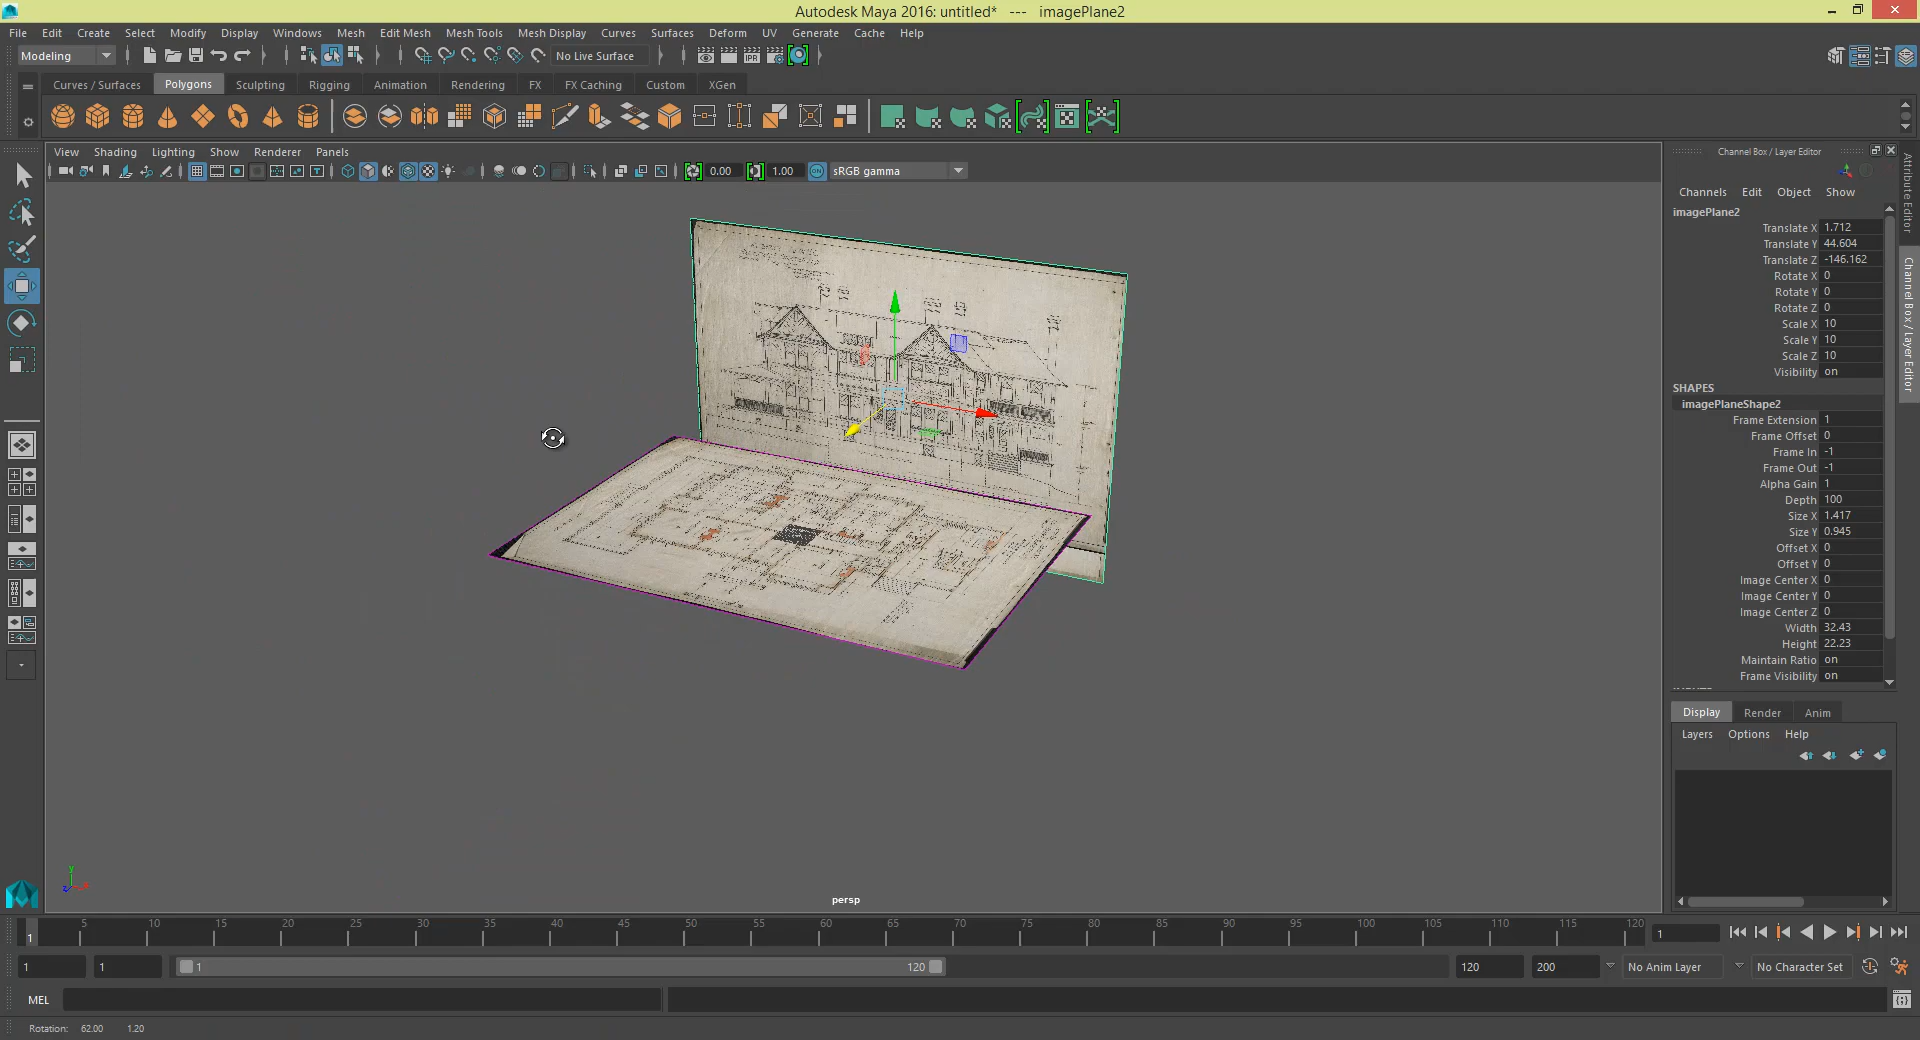 Autodesk Maya 2016: untitled* --- imagePlane2
File Edit Create Select Modify Display Windows Mesh Edit Mesh Mesh Tools Mesh Display Curves Surfaces Deform UV Generate Cache Help
Modeling No Live Surface
Curves / Surfaces Polygons Sculpting Rigging Animation Rendering FX FX Caching Custom XGen
View Shading Lighting Show Renderer Panels
0.00 1.00 sRGB gamma
Channel Box / Layer Editor
Channels Edit Object Show
imagePlane2
Translate X 1.712
Translate Y 44.604
Translate Z -146.162
Rotate X 0
Rotate Y 0
Rotate Z 0
Scale X 10
Scale Y 10
Scale Z 10
Visibility on
SHAPES
imagePlaneShape2
Frame Extension 1
Frame Offset 0
Frame In -1
Frame Out -1
Alpha Gain 1
Depth 100
Size X 1.417
Size Y 0.945
Offset X 0
Offset Y 0
Image Center X 0
Image Center Y 0
Image Center Z 0
Width 32.43
Height 22.23
Maintain Ratio on
Frame Visibility on
Attribute Editor
Channel Box / Layer Editor
Display Render Anim
Layers Options Help
persp
1 5 10 15 20 25 30 35 40 45 50 55 60 65 70 75 80 85 90 95 100 105 110 115 120 1
1 1 1 120 120 200 No Anim Layer No Character Set
MEL
Rotation: 62.00 1.20